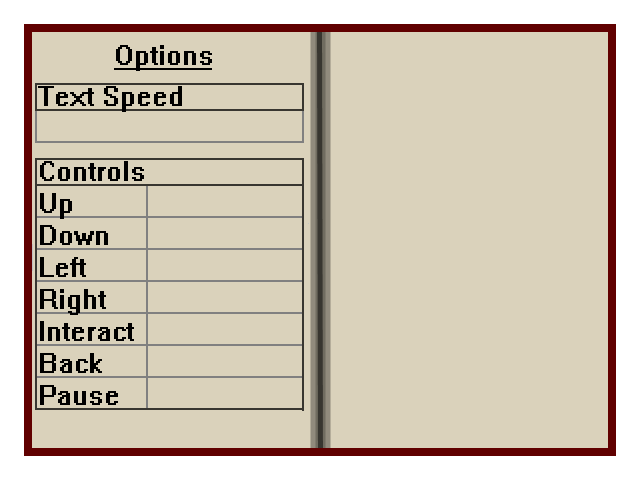 Options
Text Speed
Controls
Up
Down
Left
Right
Interact
Back
Pause